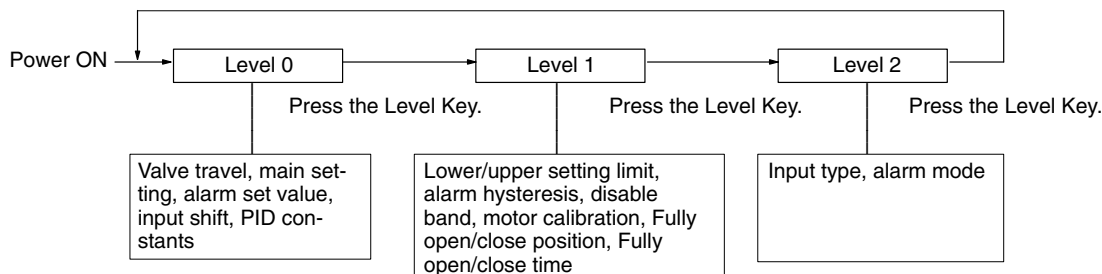 Power ON
Level 0
Level 1
Level 2
Press the Level Key.
Press the Level Key.
Press the Level Key.
Valve travel, main set-
ting, alarm set value,
input shift, PID con-
stants
Lower/upper setting limit,
alarm hysteresis, disable
band, motor calibration, Fully
open/close position, Fully
open/close time
Input type, alarm mode